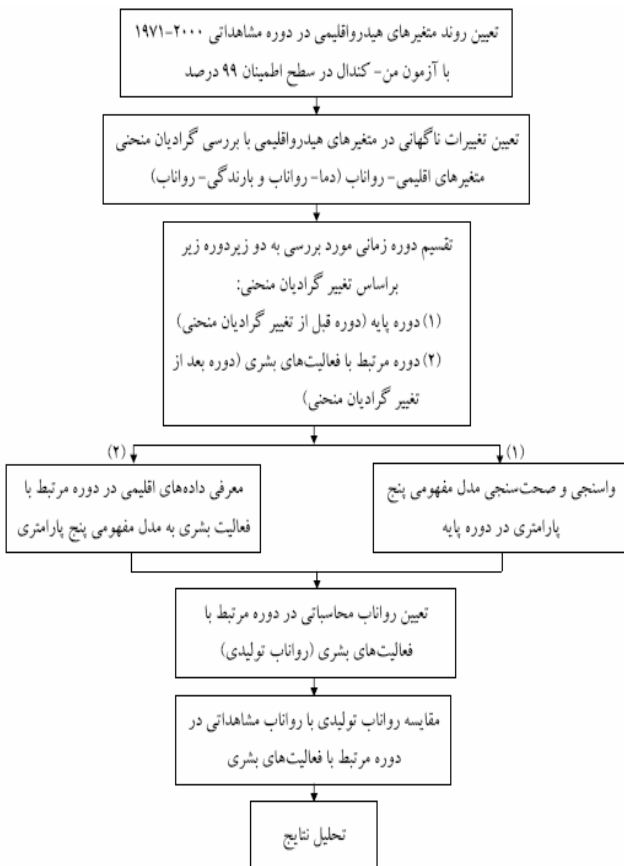 تعیین روند متغیرهای هیدرواقلیمی در دوره مشاهداتی ۲۰۰۰-۱۹۷۱
با آزمون من- کندال در سطح اطمینان ۹۹ درصد
تعیین تغییرات ناگهانی در متغیرهای هیدرواقلیمی با بررسی گرادیان منحنی
متغیرهای اقلیمی- رواناب (دما- رواناب و بارندگی- رواناب)
تقسیم دوره زمانی مورد بررسی به دو زیردوره زیر
براساس تغییر گرادیان منحنی:
(۱) دوره پایه (دوره قبل از تغییر گرادیان منحنی)
(۲) دوره مرتبط با فعالیت‌های بشری (دوره بعد از
تغییر گرادیان منحنی)
(۱)
واسنجی و صحت‌سنجی مدل مفهومی پنج
پارامتری در دوره پایه
(۲)
معرفی داده‌های اقلیمی در دوره مرتبط با
فعالیت بشری به مدل مفهومی پنج پارامتری
تعیین رواناب محاسباتی در دوره مرتبط با
فعالیت‌های بشری (رواناب تولیدی)
مقایسه رواناب تولیدی با رواناب مشاهداتی در
دوره مرتبط با فعالیت‌های بشری
تحلیل نتایج